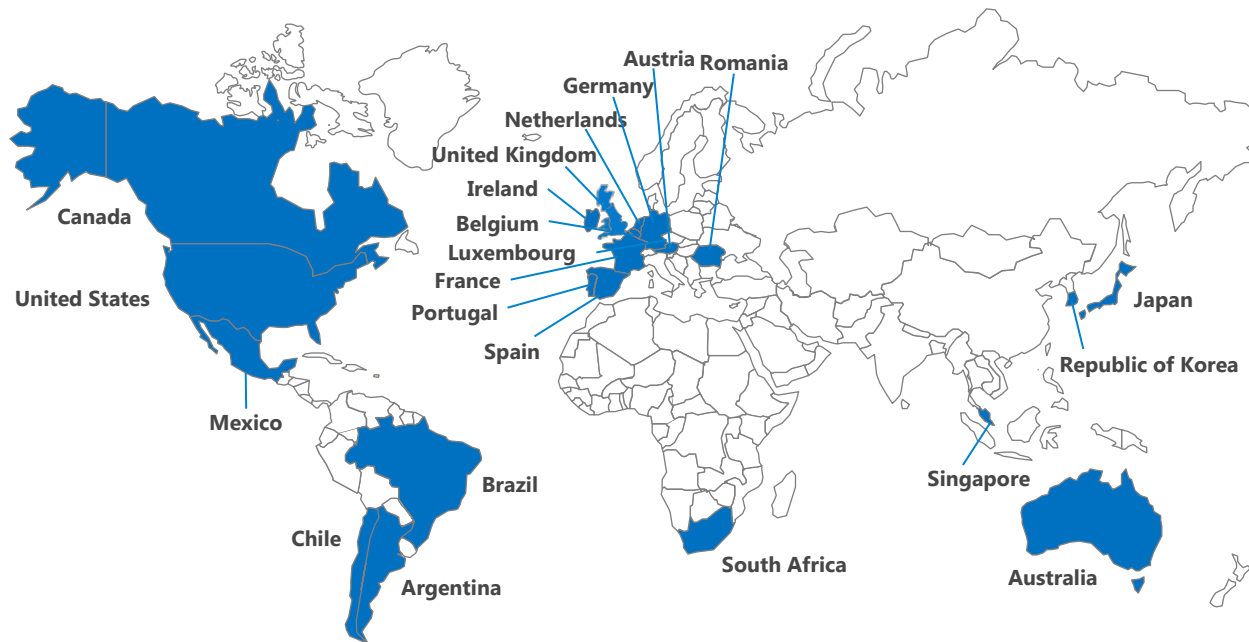 Austria
Romania
Germany
Netherlands
United Kingdom
Ireland
Canada
Belgium
Luxembourg
France
United States
Portugal
Japan
Spain
Republic of Korea
Mexico
Singapore
Brazil
Chile
South Africa
Argentina
Australia